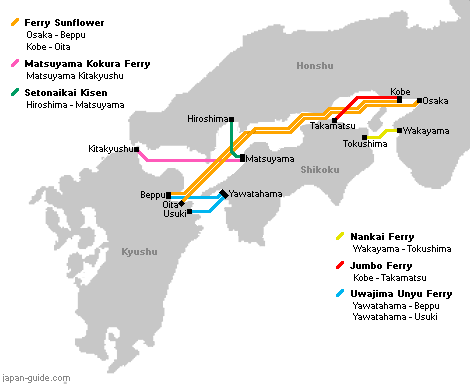 Ferry Sunflower
Osaka - Beppu
Kobe - Oita
Matsuyama Kokura Ferry
Matsuyama Kitakyushu
Setonaikai Kisen
Hiroshima - Matsuyama
Honshu
Kobe
Osaka
Hiroshima
Takamatsu
Wakayama
Tokushima
Kitakyushu
Matsuyama
Shikoku
Beppu
Yawatahama
Oita
Usuki
Kyushu
Nankai Ferry
Wakayama - Tokushima
Jumbo Ferry
Kobe - Takamatsu
Uwajima Unyu Ferry
Yawatahama - Beppu
Yawatahama - Usuki
japan-guide.com